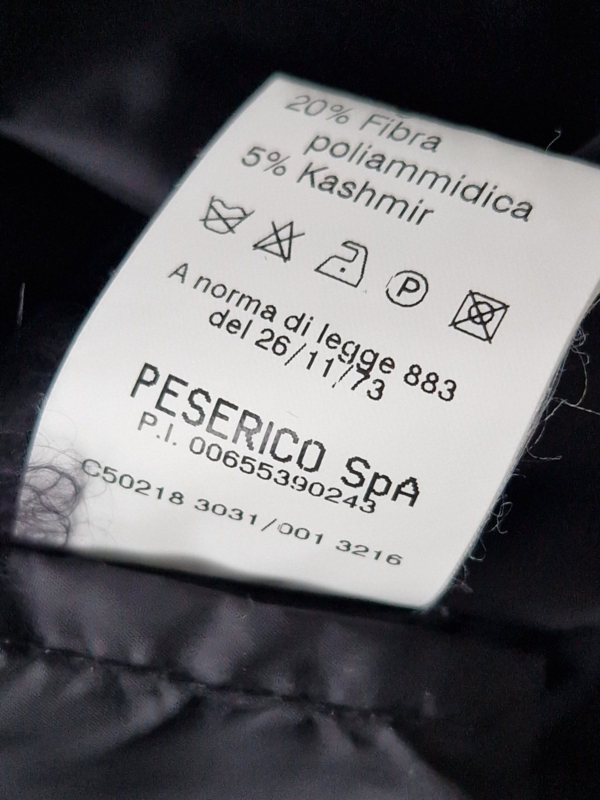 20% Fibra
poliammidica
5% Kashmir
P
A norma di legge 883
del 26/11/73
PESERICO SpA
P.I. 00655390243
C50218 3031/001 3216